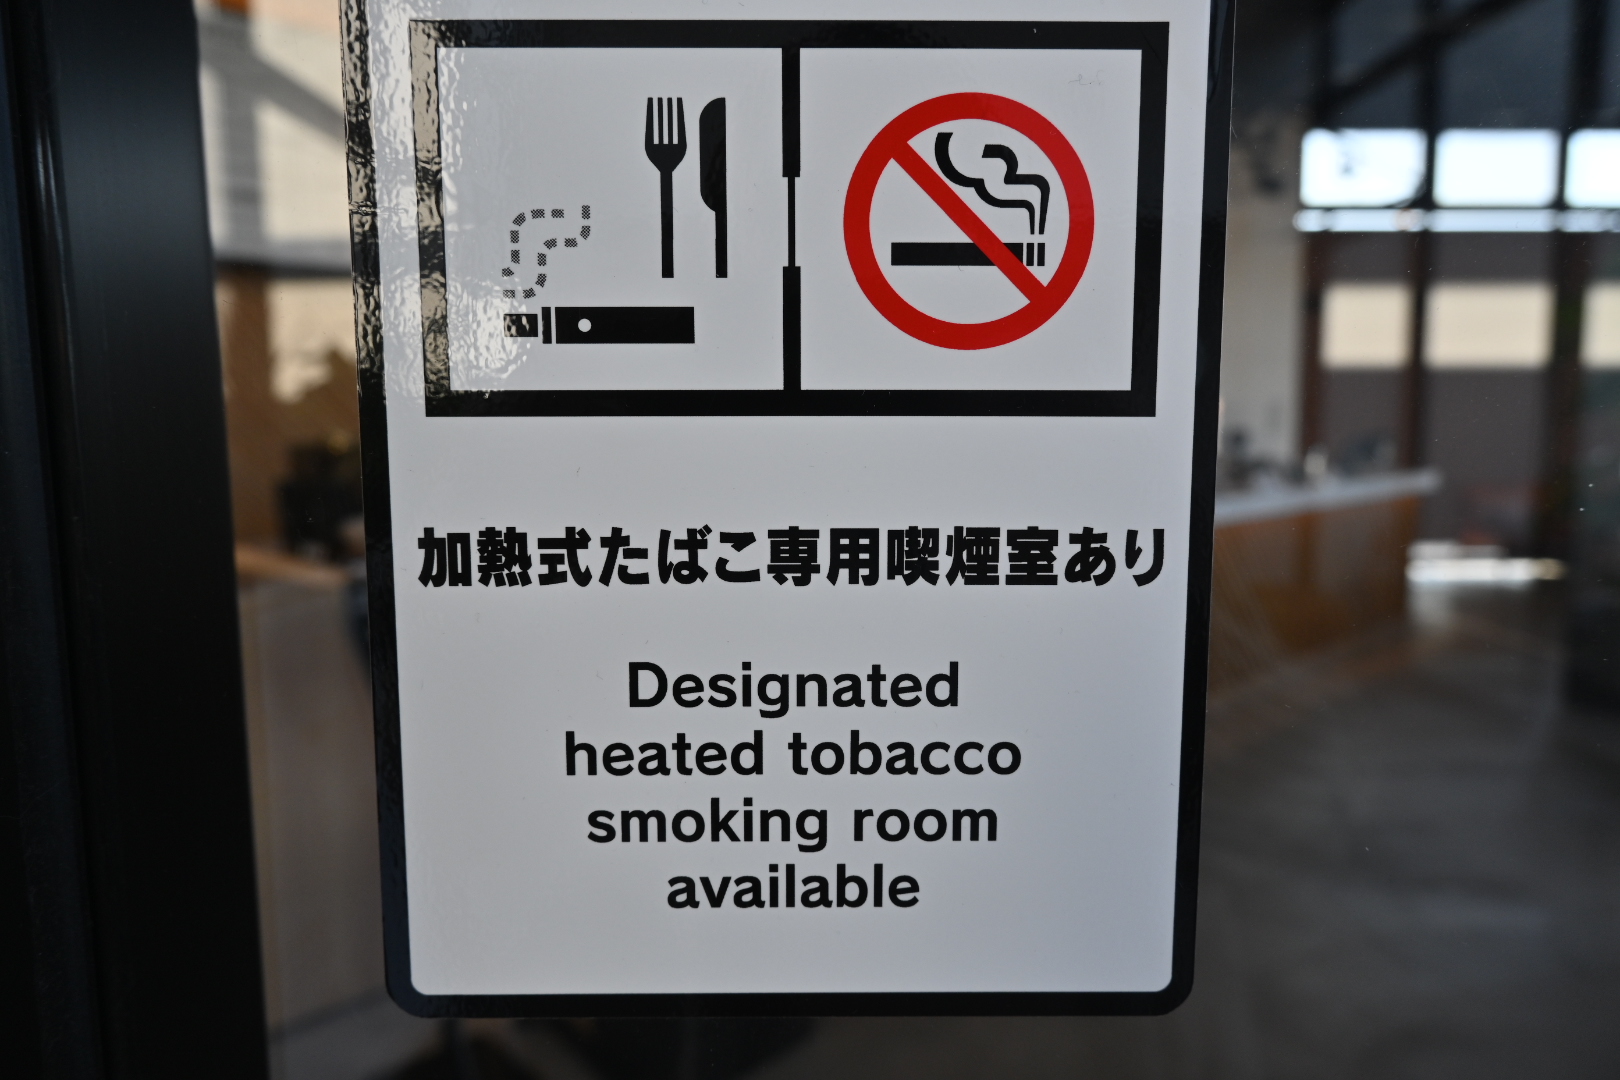 加熱式たばこ専用喫煙室あり
Designated
heated tobacco
smoking room
available